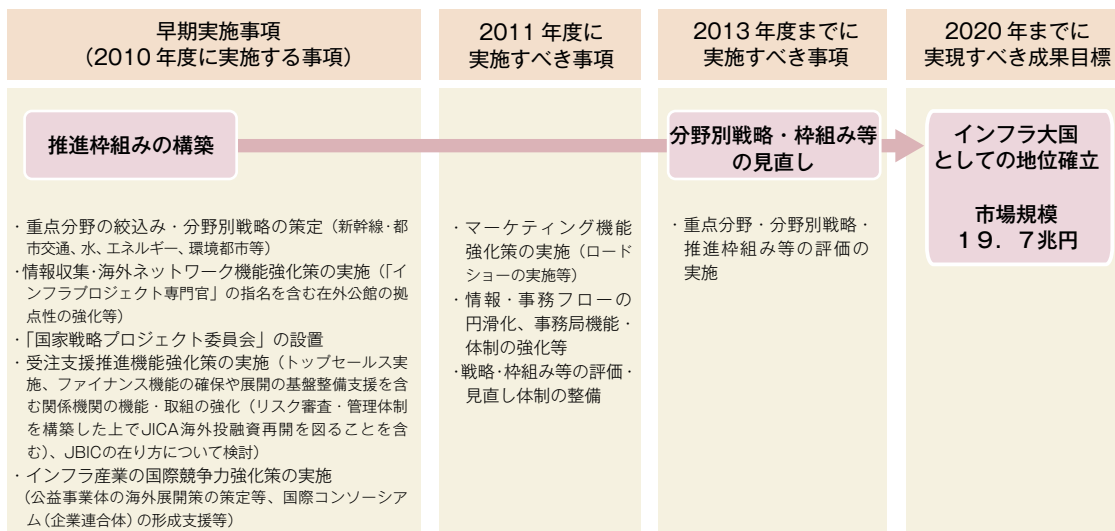 早期実施事項
（2010 年度に実施する事項）
2011 年度に
実施すべき事項
2013 年度までに
実施すべき事項
2020 年までに
実現すべき成果目標
推進枠組みの構築
分野別戦略・枠組み等
の見直し
インフラ大国
としての地位確立
市場規模
１９．７兆円
・重点分野の絞込み・分野別戦略の策定（新幹線・都
市交通、水、エネルギー、環境都市等）
・情報収集・海外ネットワーク機能強化策の実施（「イ
ンフラプロジェクト専門官」の指名を含む在外公館の拠
点性の強化等）
・「国家戦略プロジェクト委員会」の設置
・受注支援推進機能強化策の実施（トップセールス実
施、ファイナンス機能の確保や展開の基盤整備支援を含
む関係機関の機能・取組の強化（リスク審査・管理体制
を構築した上でJICA海外投融資再開を図ることを含
む）、JBICの在り方について検討）
・インフラ産業の国際競争力強化策の実施
（公益事業体の海外展開策の策定等、国際コンソーシア
ム（企業連合体）の形成支援等）
・マーケティング機能
強化策の実施（ロード
ショーの実施等）
・情報・事務フローの
円滑化、事務局機能・
体制の強化等
・戦略・枠組み等の評価・
見直し体制の整備
・重点分野・分野別戦略・
推進枠組み等の評価の
実施